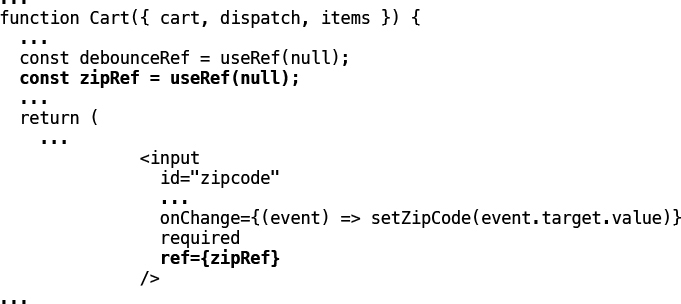 ...
function Cart({ cart, dispatch, items }) {
  ...
  const debounceRef = useRef(null);
  const zipRef = useRef(null);
  ...
  return (
    ...
              <input
                id="zipcode"
                ...
                onChange={(event) => setZipCode(event.target.value)}
                required
                ref={zipRef}
              />
...